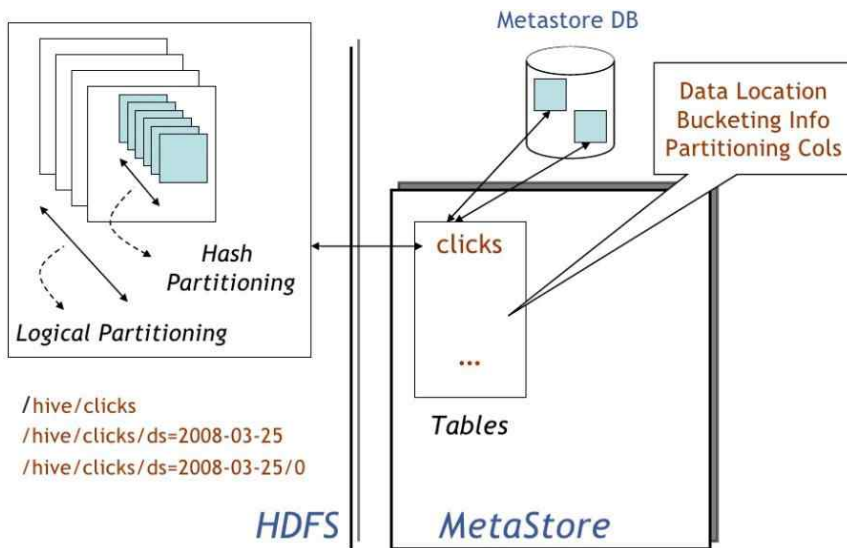 Metastore DB
Data Location
Bucketing Info
Partitioning Cols
clicks
Hash
Partitioning
Logical Partitioning
...
Tables
/hive/clicks
/hive/clicks/ds=2008-03-25
/hive/clicks/ds=2008-03-25/0
HDFS
MetaStore